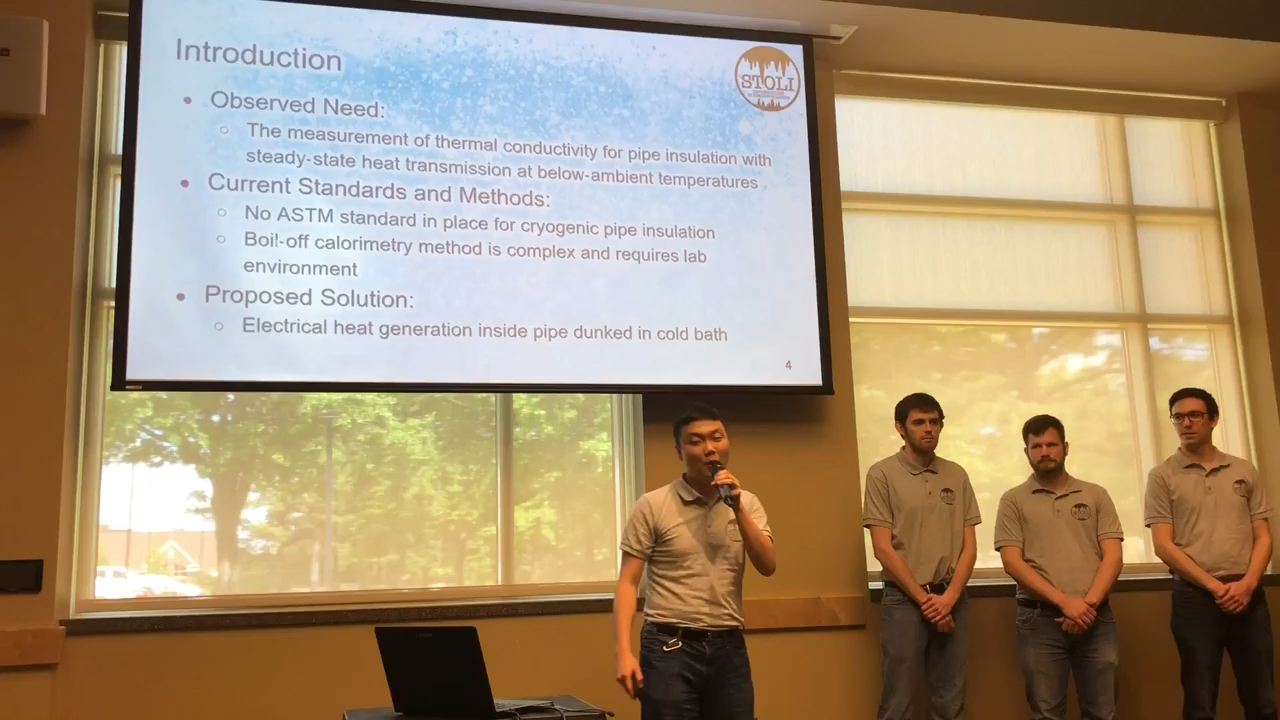 Introduction
STOLI
• Observed Need:
○ The measurement of thermal conductivity for pipe insulation with
steady-state heat transmission at below-ambient temperatures
• Current Standards and Methods:
○ No ASTM standard in place for cryogenic pipe insulation
○ Boil-off calorimetry method is complex and requires lab
environment
• Proposed Solution:
○ Electrical heat generation inside pipe dunked in cold bath
4